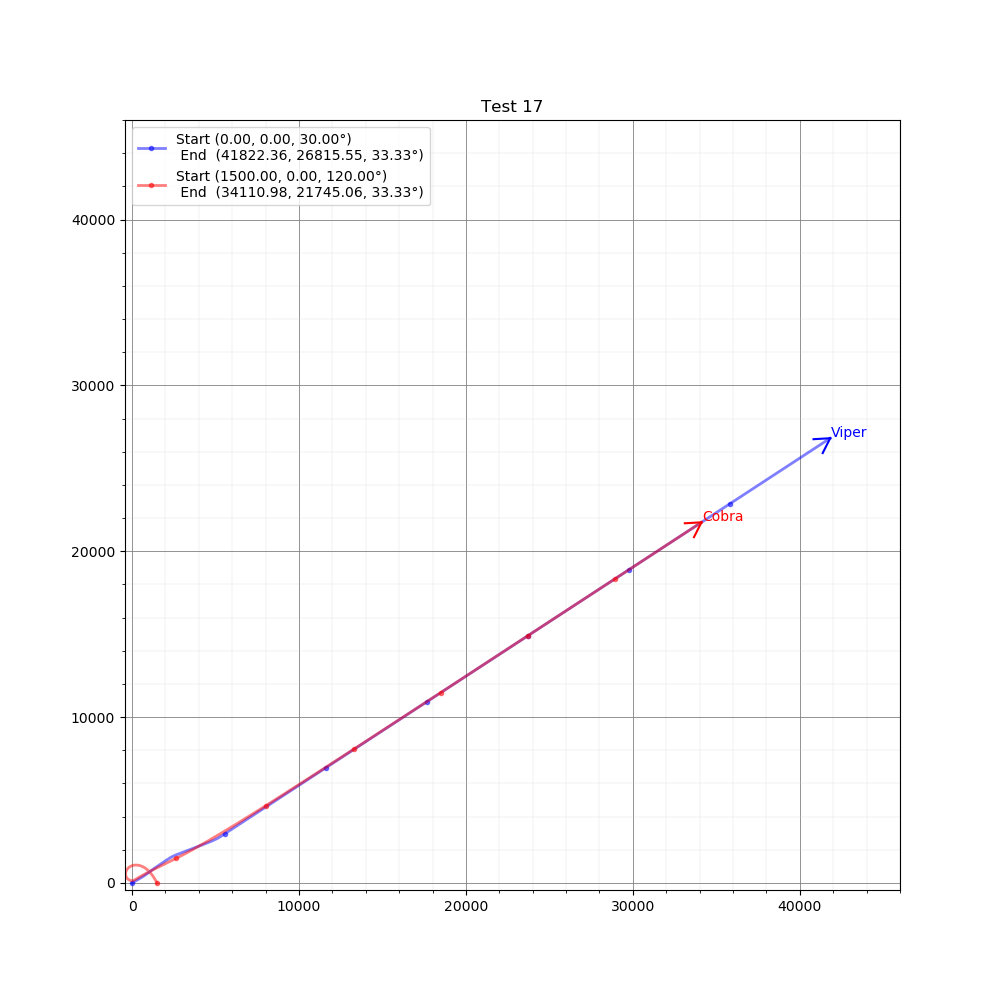 Test 17
Start (0.00, 0.00, 30.00°)
End (41822.36, 26815.55, 33.33°)
Start (1500.00, 0.00, 120.00°)
End (34110.98, 21745.06, 33.33°)
40000
30000
Viper
Cobra
20000
10000
0
0 10000 20000 30000 40000